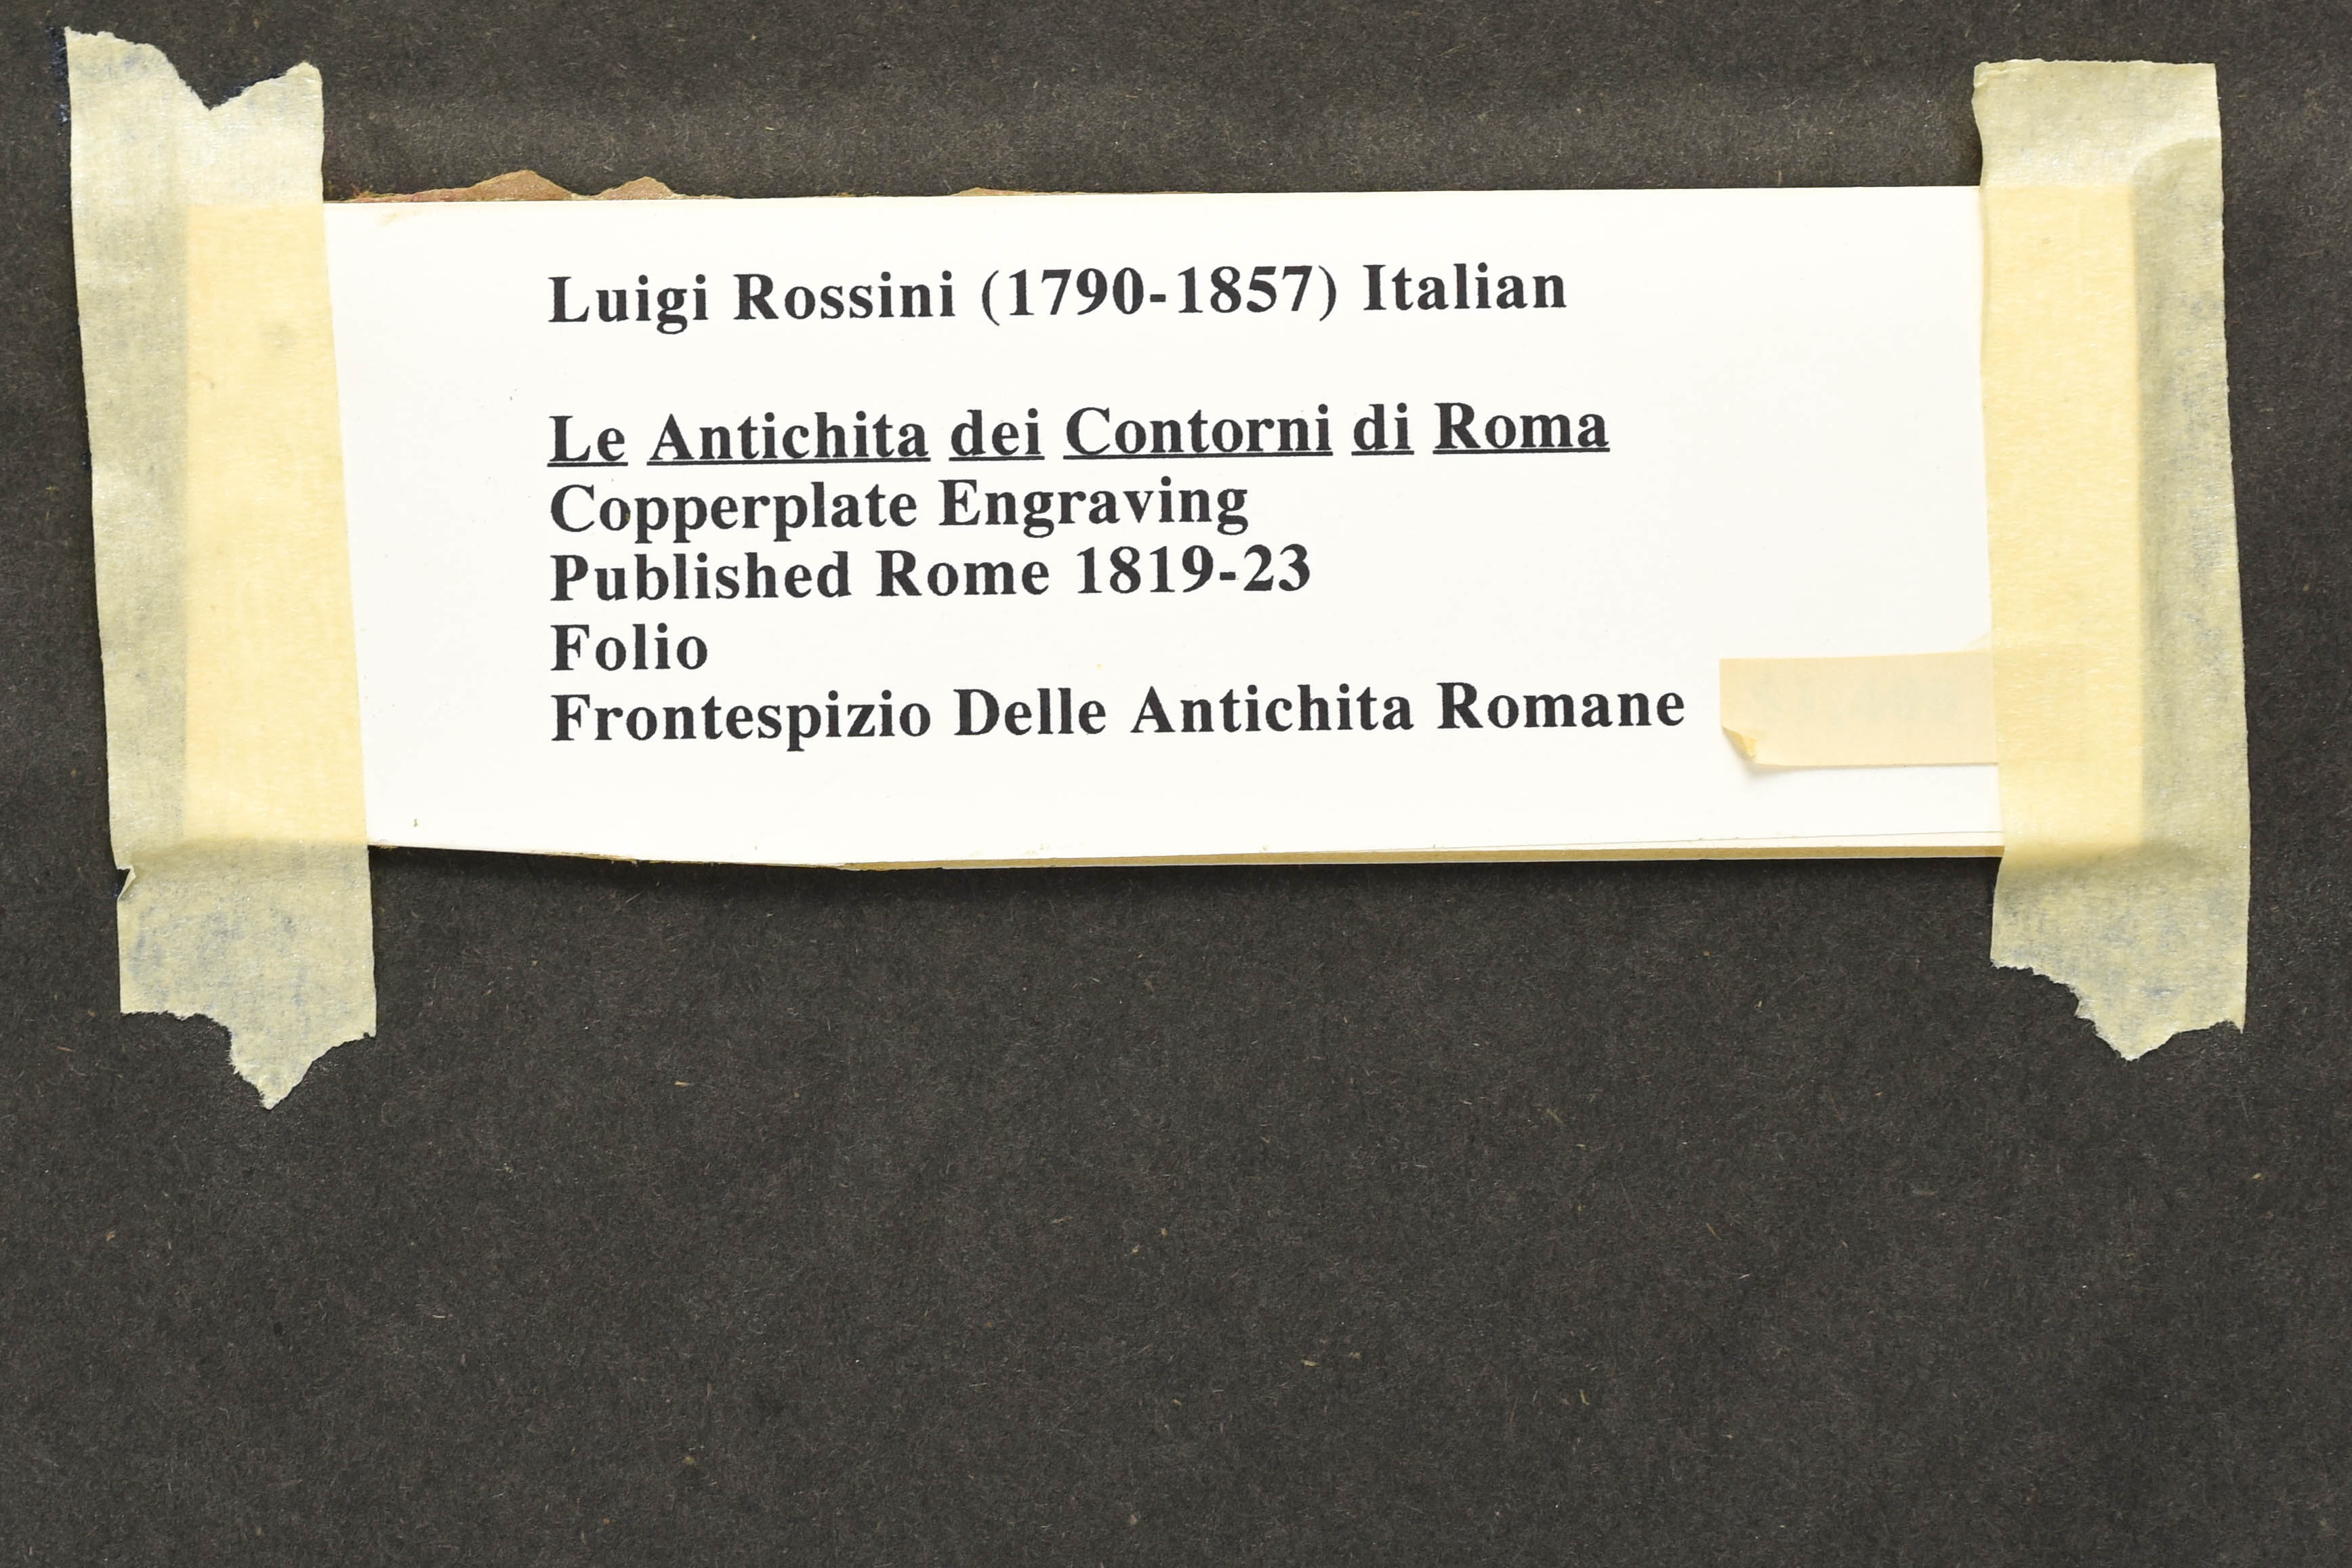 Luigi Rossini (1790-1857) Italian
Le Antichita dei Contorni di Roma
Copperplate Engraving
Published Rome 1819-23
Folio
Frontespizio Delle Antichita Romane